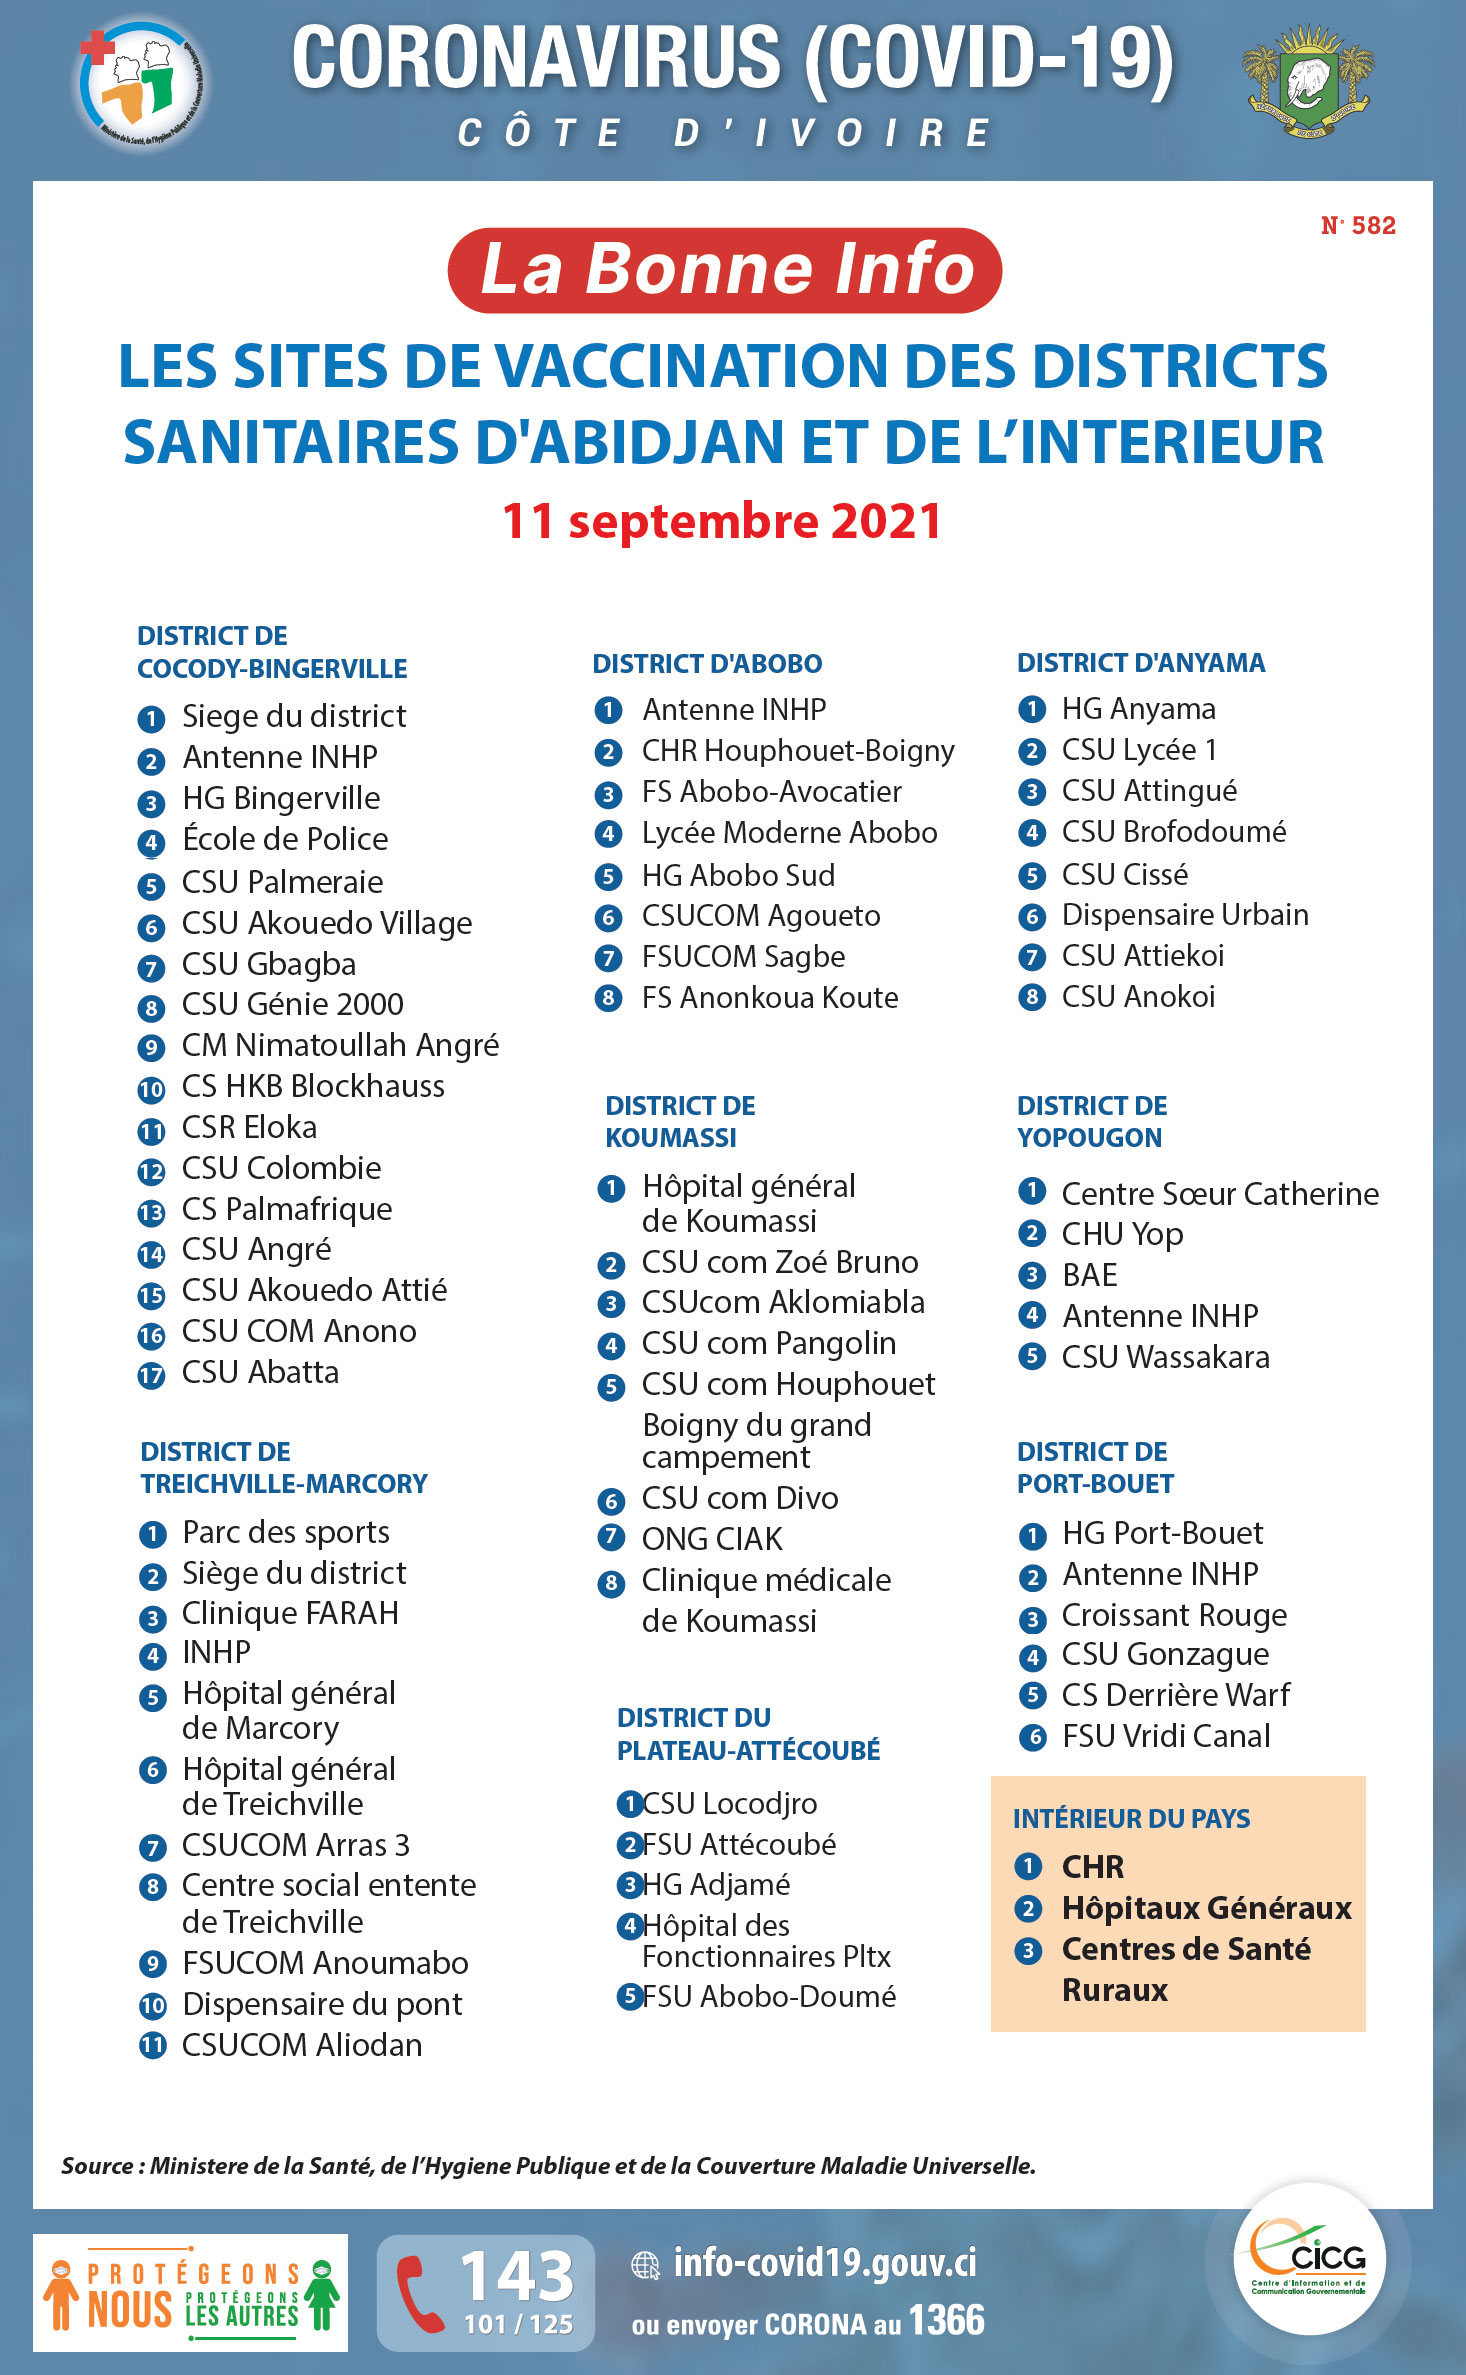 CORONAVIRUS (COVID-19)
CÔTE D'IVOIRE
N° 582
La Bonne Info
LES SITES DE VACCINATION DES DISTRICTS
SANITAIRES D'ABIDJAN ET DE L’INTERIEUR
11 septembre 2021
DISTRICT DE
COCODY-BINGERVILLE
1 Siege du district
2 Antenne INHP
3 HG Bingerville
4 École de Police
5 CSU Palmeraie
6 CSU Akouedo Village
7 CSU Gbagba
8 CSU Génie 2000
9 CM Nimatoullah Angré
10 CS HKB Blockhauss
11 CSR Eloka
12 CSU Colombie
13 CS Palmafrique
14 CSU Angré
15 CSU Akouedo Attié
16 CSU COM Anono
17 CSU Abatta
DISTRICT DE
TREICHVILLE-MARCORY
1 Parc des sports
2 Siège du district
3 Clinique FARAH
4 INHP
5 Hôpital général
de Marcory
6 Hôpital général
de Treichville
7 CSUCOM Arras 3
8 Centre social entente
de Treichville
9 FSUCOM Anoumabo
10 Dispensaire du pont
11 CSUCOM Aliodan
DISTRICT D'ABOBO
1 Antenne INHP
2 CHR Houphouet-Boigny
3 FS Abobo-Avocatier
4 Lycée Moderne Abobo
5 HG Abobo Sud
6 CSUCOM Agoueto
7 FSUCOM Sagbe
8 FS Anonkoua Koute
DISTRICT DE
KOUMASSI
1 Hôpital général
de Koumassi
2 CSU com Zoé Bruno
3 CSUcom Aklomiabla
4 CSU com Pangolin
5 CSU com Houphouet
Boigny du grand
campement
6 CSU com Divo
7 ONG CIAK
8 Clinique médicale
de Koumassi
DISTRICT DU
PLATEAU-ATTÉCOUBÉ
1 CSU Locodjro
2 FSU Attécoubé
3 HG Adjamé
4 Hôpital des
Fonctionnaires Pltx
5 FSU Abobo-Doumé
DISTRICT D'ANYAMA
1 HG Anyama
2 CSU Lycée 1
3 CSU Attingué
4 CSU Brofodoumé
5 CSU Cissé
6 Dispensaire Urbain
7 CSU Attiekoi
8 CSU Anokoi
DISTRICT DE
YOPOUGON
1 Centre Sœur Catherine
2 CHU Yop
3 BAE
4 Antenne INHP
5 CSU Wassakara
DISTRICT DE
PORT-BOUET
1 HG Port-Bouet
2 Antenne INHP
3 Croissant Rouge
4 CSU Gonzague
5 CS Derrière Warf
6 FSU Vridi Canal
INTÉRIEUR DU PAYS
1 CHR
2 Hôpitaux Généraux
3 Centres de Santé
Ruraux
Source : Ministere de la Santé, de l’Hygiene Publique et de la Couverture Maladie Universelle.
PROTÉGEONS
NOUS
PROTÉGEONS
LES AUTRES
143
101 / 125
info-covid19.gouv.ci
ou envoyer CORONA au 1366
CICG
Centre d'Information et de
Communication Gouvernementale